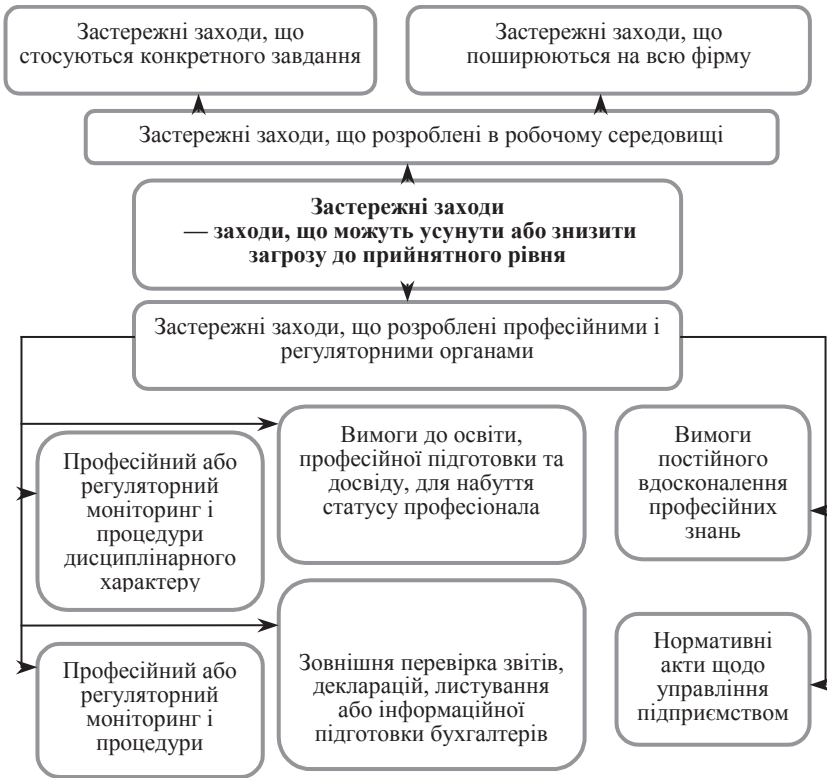 Застережні заходи, що
стосуються конкретного завдання
Застережні заходи, що
поширюються на всю фірму
Застережні заходи, що розроблені в робочому середовищі
Застережні заходи
— заходи, що можуть усунути або знизити
загрозу до прийнятного рівня
Застережні заходи, що розроблені професійними і
регуляторними органами
Професійний або
регуляторний
моніторинг і
процедури
дисциплінарного
характеру
Вимоги до освіти,
професійної підготовки та
досвіду, для набуття
статусу професіонала
Вимоги
постійного
вдосконалення
професійних
знань
Професійний або
регуляторний
моніторинг і
процедури
Зовнішня перевірка звітів,
декларацій, листування
або інформаційної
підготовки бухгалтерів
Нормативні
акти щодо
управління
підприємством